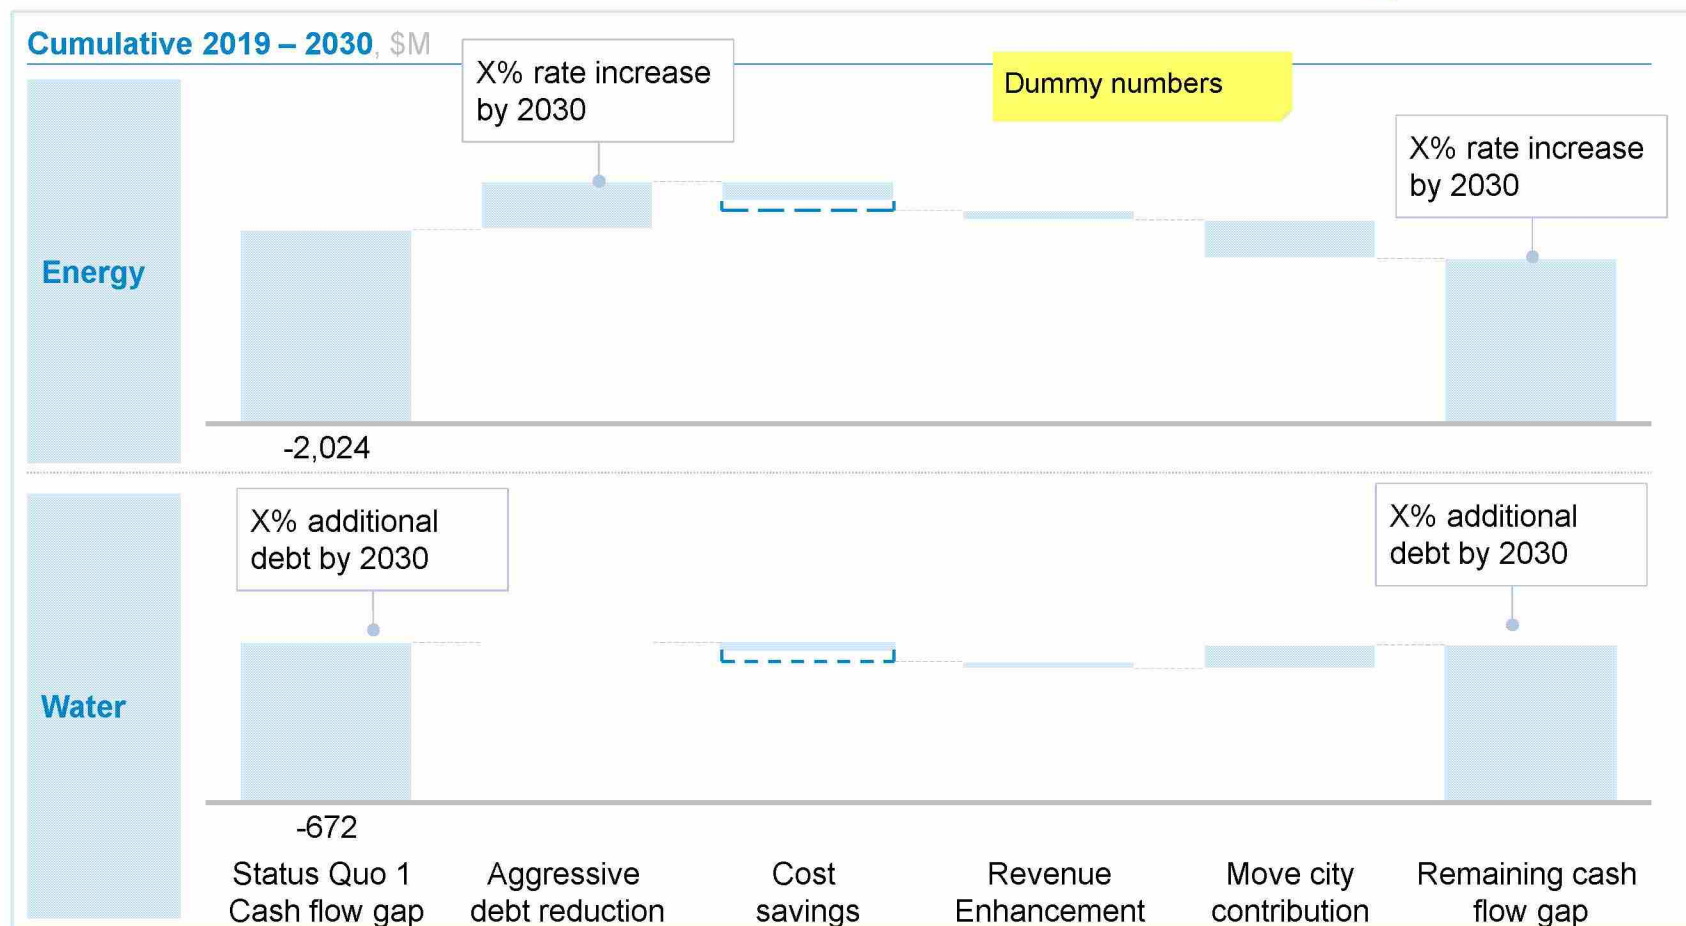 Cumulative 2019 – 2030, $M
X% rate increase
by 2030
Dummy numbers
X% rate increase
by 2030
Energy
-2,024
X% additional
debt by 2030
X% additional
debt by 2030
Water
-672
Status Quo 1
Cash flow gap
Aggressive
debt reduction
Cost
savings
Revenue
Enhancement
Move city
contribution
Remaining cash
flow gap